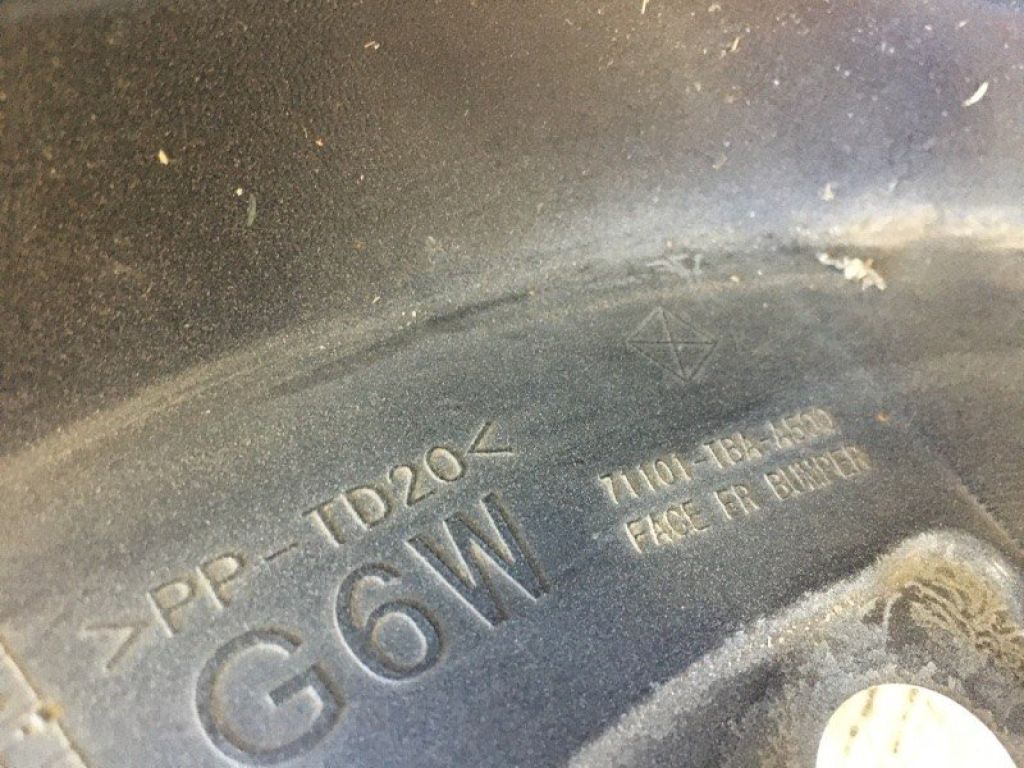 >PP-TD20<
G6W
71101-TBA-A500
FACE FR BUMPER